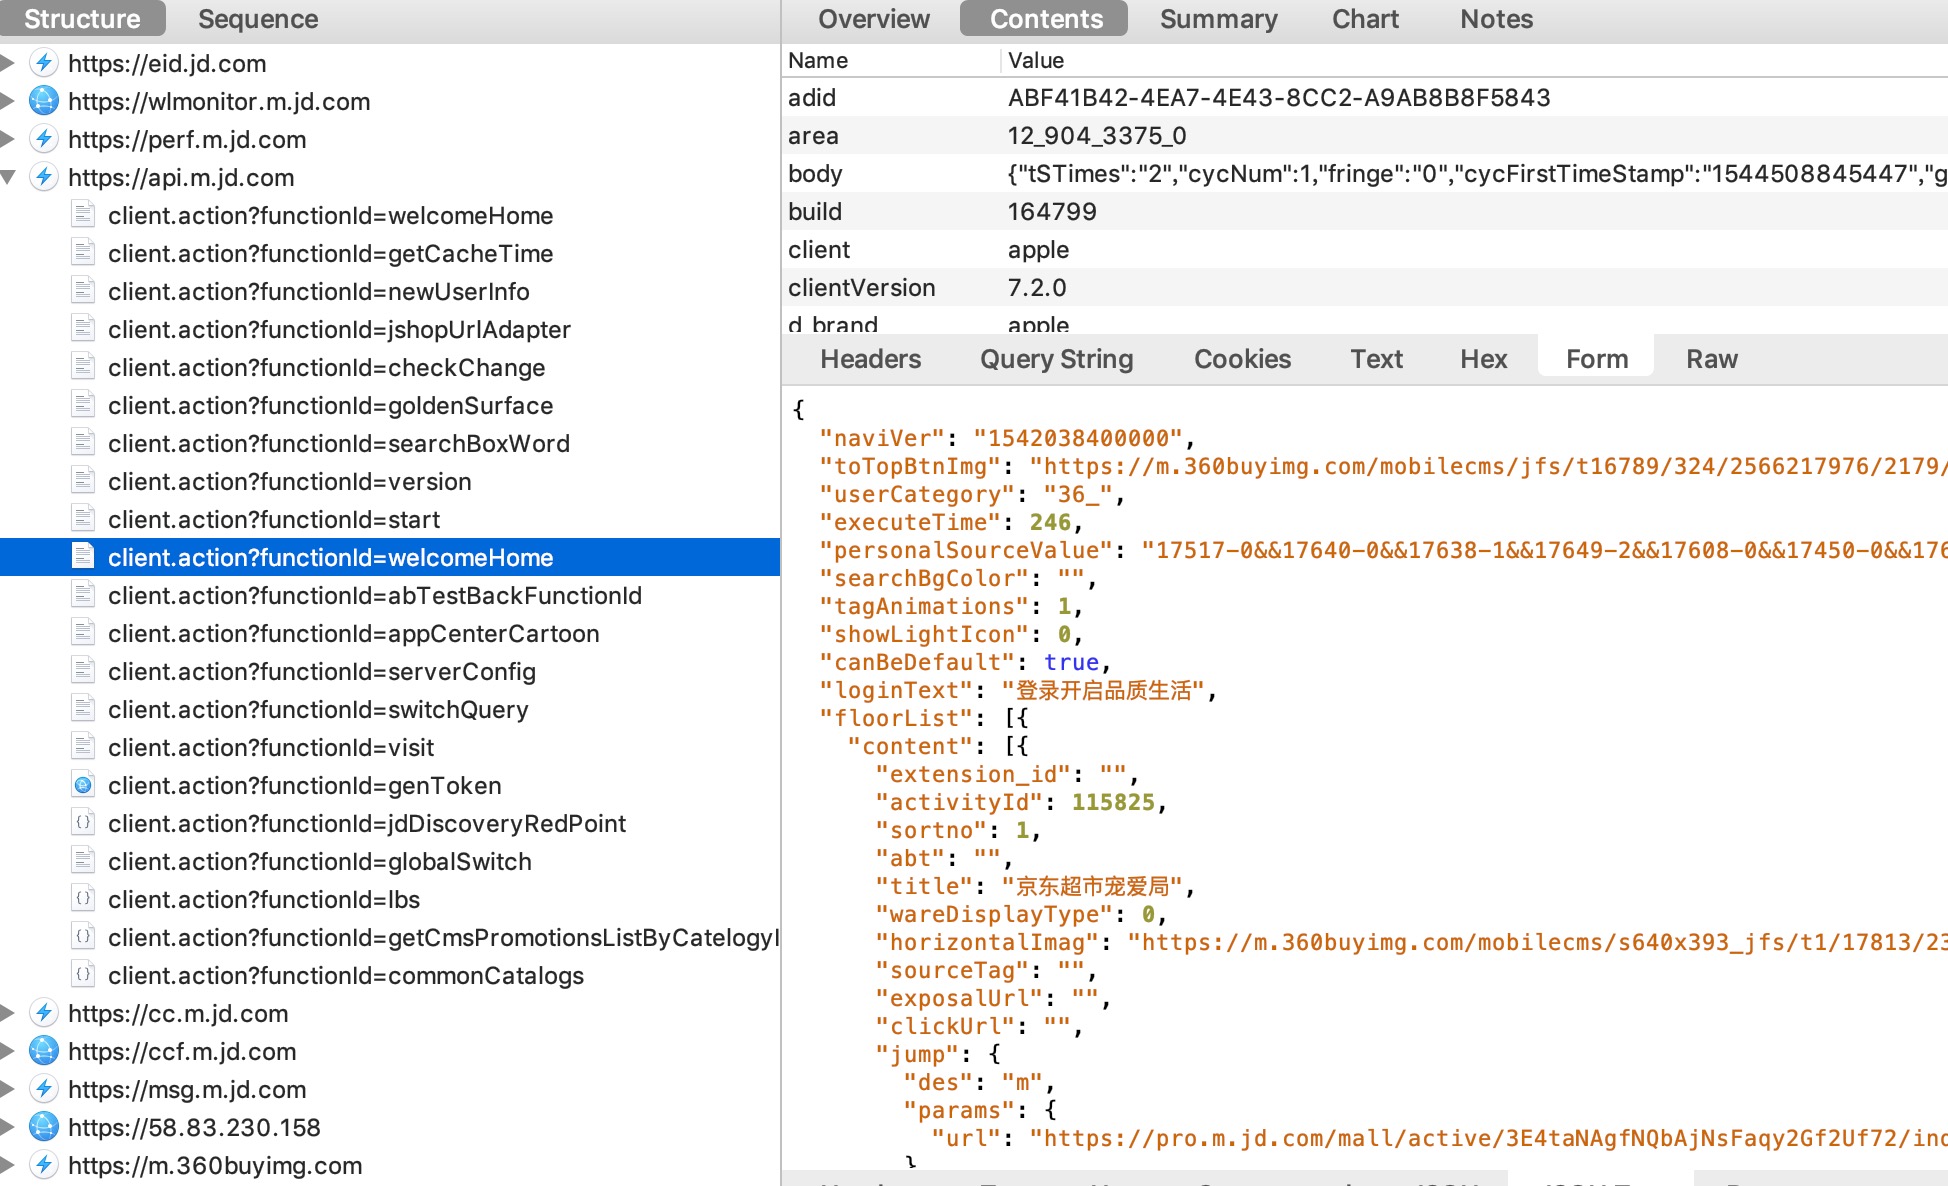 Structure Sequence
https://eid.jd.com
https://wlmonitor.m.jd.com
https://perf.m.jd.com
https://api.m.jd.com
client.action?functionId=welcomeHome
client.action?functionId=getCacheTime
client.action?functionId=newUserInfo
client.action?functionId=jshopUrlAdapter
client.action?functionId=checkChange
client.action?functionId=goldenSurface
client.action?functionId=searchBoxWord
client.action?functionId=version
client.action?functionId=start
client.action?functionId=welcomeHome
client.action?functionId=abTestBackFunctionId
client.action?functionId=appCenterCartoon
client.action?functionId=serverConfig
client.action?functionId=switchQuery
client.action?functionId=visit
client.action?functionId=genToken
client.action?functionId=jdDiscoveryRedPoint
client.action?functionId=globalSwitch
client.action?functionId=lbs
client.action?functionId=getCmsPromotionsListByCatelogyI
client.action?functionId=commonCatalogs
https://cc.m.jd.com
https://ccf.m.jd.com
https://msg.m.jd.com
https://58.83.230.158
https://m.360buyimg.com
Overview Contents Summary Chart Notes
Name Value
adid ABF41B42-4EA7-4E43-8CC2-A9AB8B8F5843
area 12_904_3375_0
body {"tSTimes":"2","cycNum":1,"fringe":"0","cycFirstTimeStamp":"1544508845447","g
build 164799
client apple
clientVersion 7.2.0
d_brand apple
Headers Query String Cookies Text Hex Form Raw
{
"naviVer": "1542038400000",
"toTopBtnImg": "https://m.360buyimg.com/mobilecms/jfs/t16789/324/2566217976/2179/
"userCategory": "36_",
"executeTime": 246,
"personalSourceValue": "17517-0&&17640-0&&17638-1&&17649-2&&17608-0&&17450-0&&176
"searchBgColor": "",
"tagAnimations": 1,
"showLightIcon": 0,
"canBeDefault": true,
"loginText": "登录开启品质生活",
"floorList": [{
"content": [{
"extension_id": "",
"activityId": 115825,
"sortno": 1,
"abt": "",
"title": "京东超市宠爱局",
"wareDisplayType": 0,
"horizontalImag": "https://m.360buyimg.com/mobilecms/s640x393_jfs/t1/17813/23
"sourceTag": "",
"exposalUrl": "",
"clickUrl": "",
"jump": {
"des": "m",
"params": {
"url": "https://pro.m.jd.com/mall/active/3E4taNAgfNQbAjNsFaqy2Gf2Uf72/ind
}